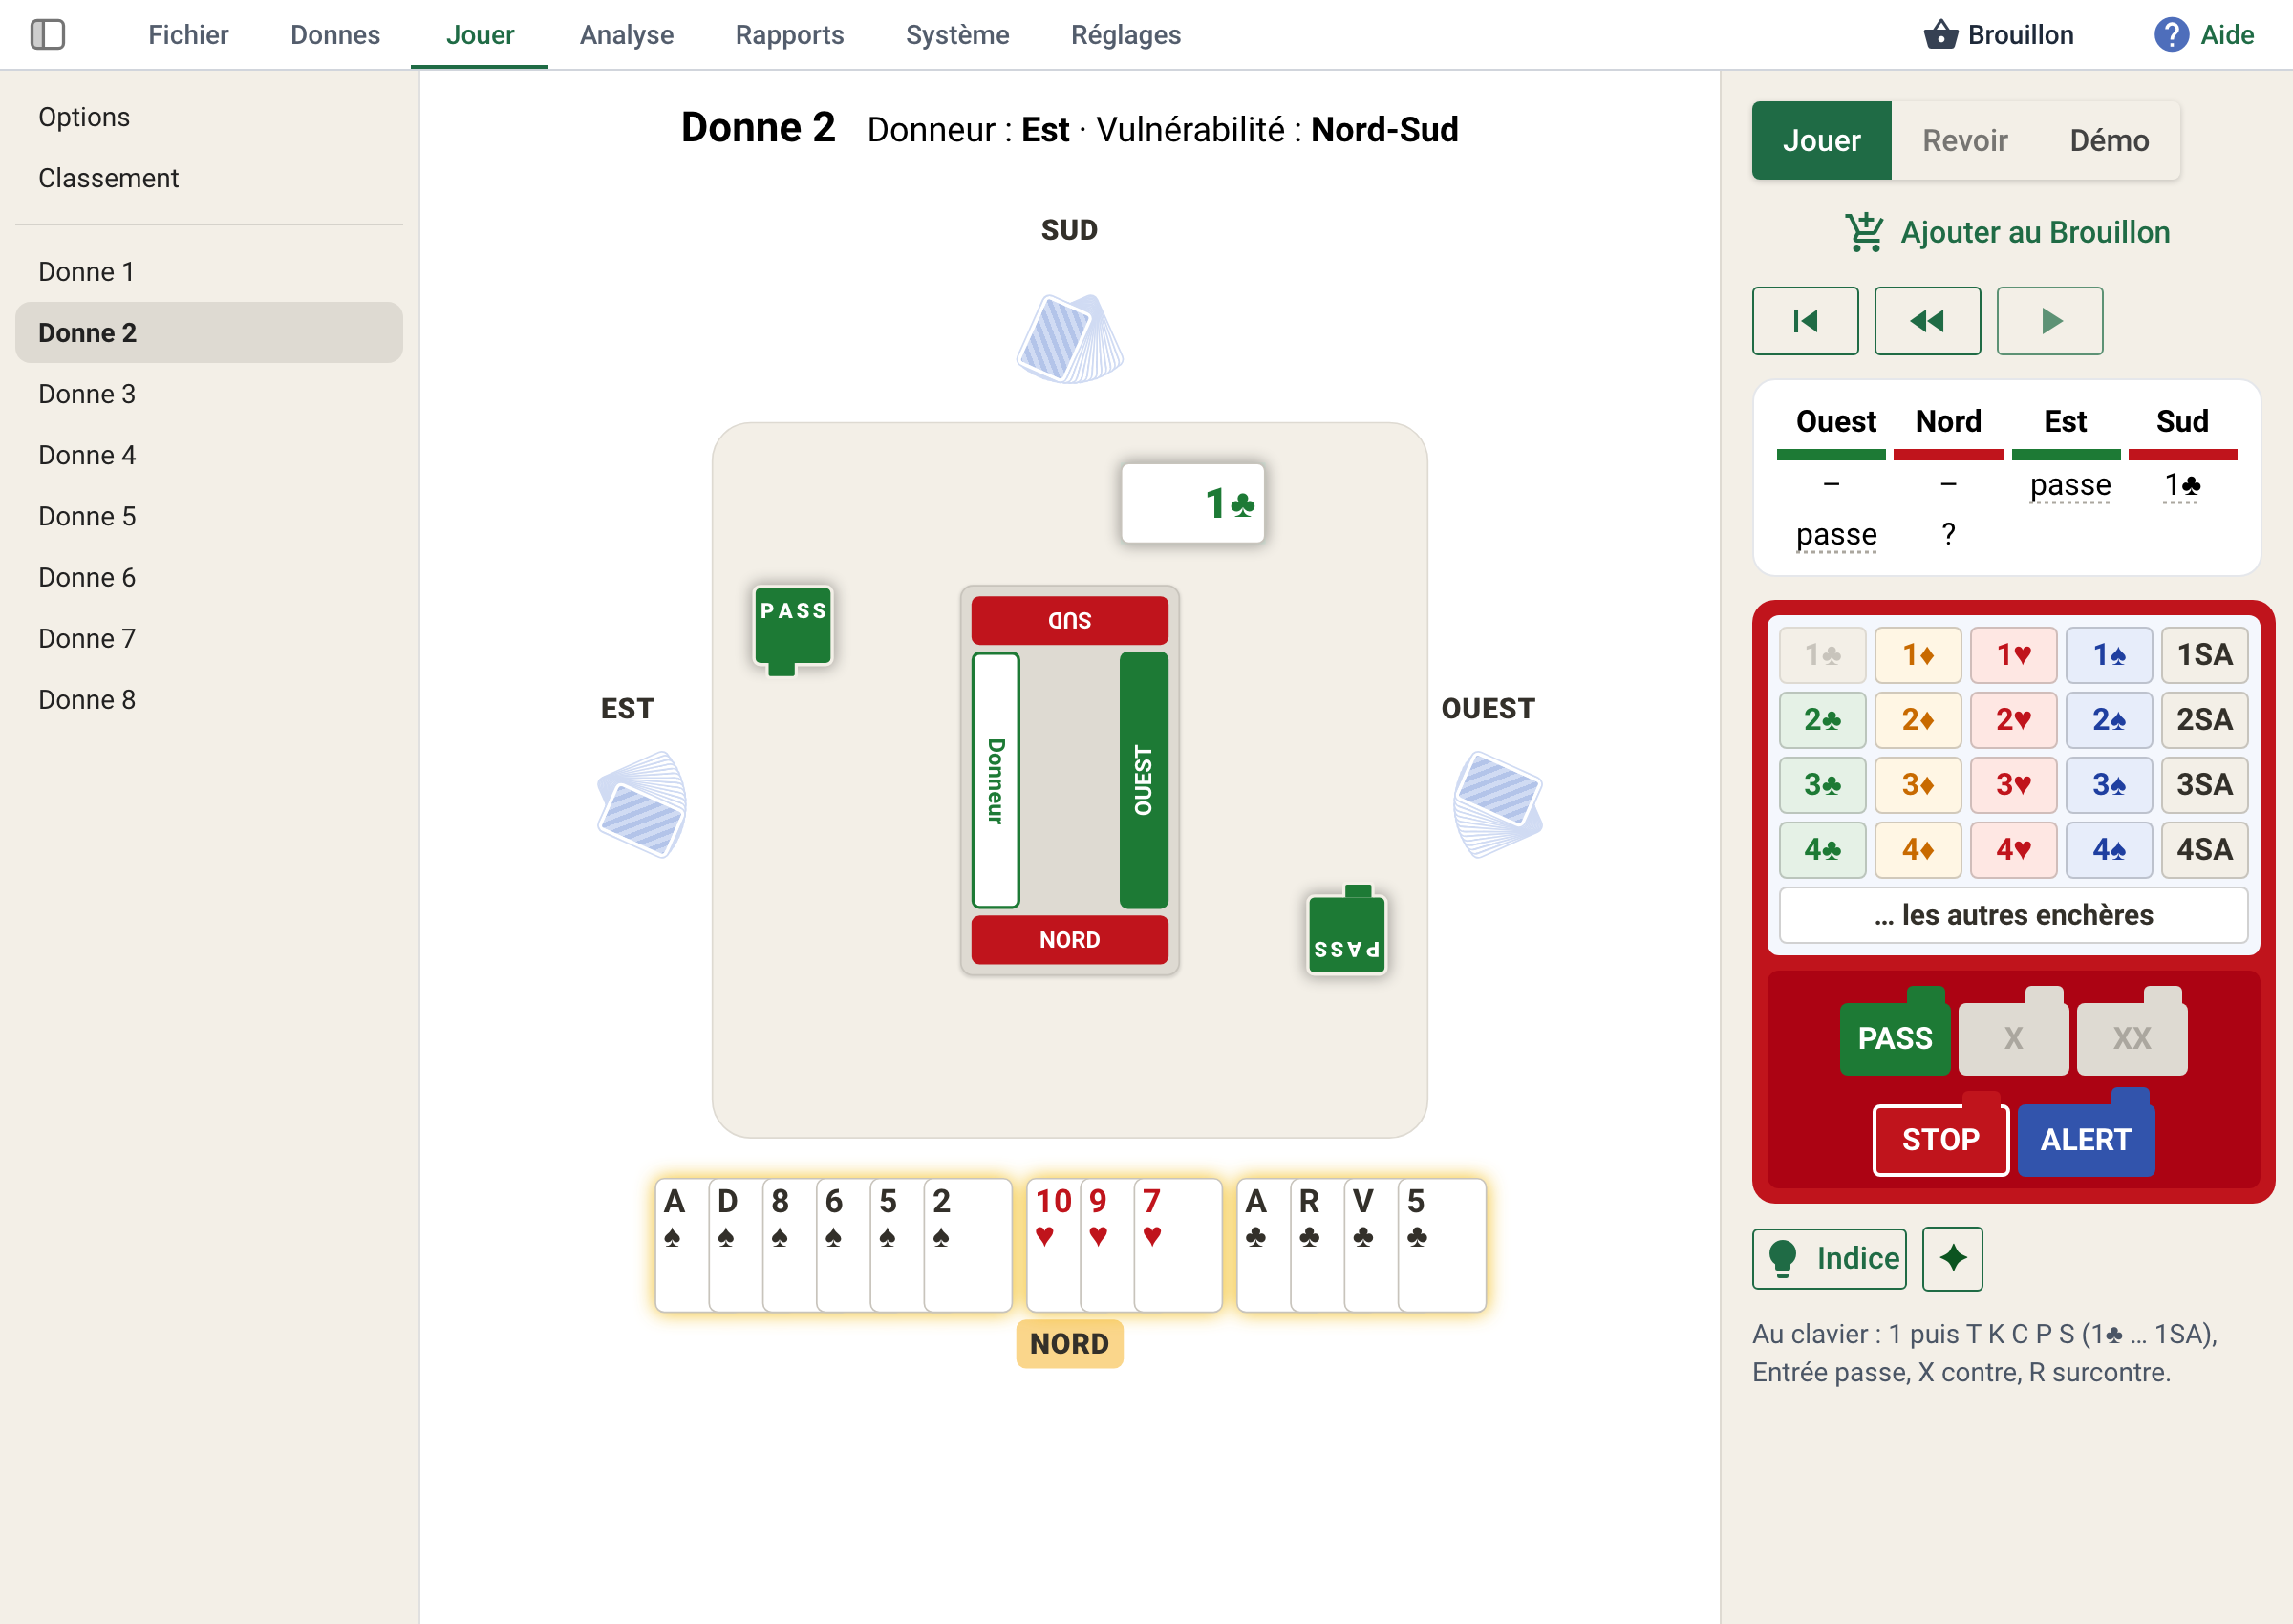 Fichier Donnes Jouer Analyse Rapports Système Réglages Brouillon ? Aide
Options
Classement
Donne 1
Donne 2
Donne 3
Donne 4
Donne 5
Donne 6
Donne 7
Donne 8
Donne 2 Donneur : Est · Vulnérabilité : Nord-Sud
SUD
1♣
PASS
SUD
EST
Donneur
OUEST
OUEST
NORD
PASS
A♠ D♠ 8♠ 6♠ 5♠ 2♠ 10♥ 9♥ 7♥ A♣ R♣ V♣ 5♣
NORD
Jouer Revoir Démo
Ajouter au Brouillon
Ouest Nord Est Sud
– – passe 1♣
passe ?
1♣ 1♦ 1♥ 1♠ 1SA
2♣ 2♦ 2♥ 2♠ 2SA
3♣ 3♦ 3♥ 3♠ 3SA
4♣ 4♦ 4♥ 4♠ 4SA
... les autres enchères
PASS X XX
STOP ALERT
Indice
Au clavier : 1 puis T K C P S (1♣ ... 1SA),
Entrée passe, X contre, R surcontre.